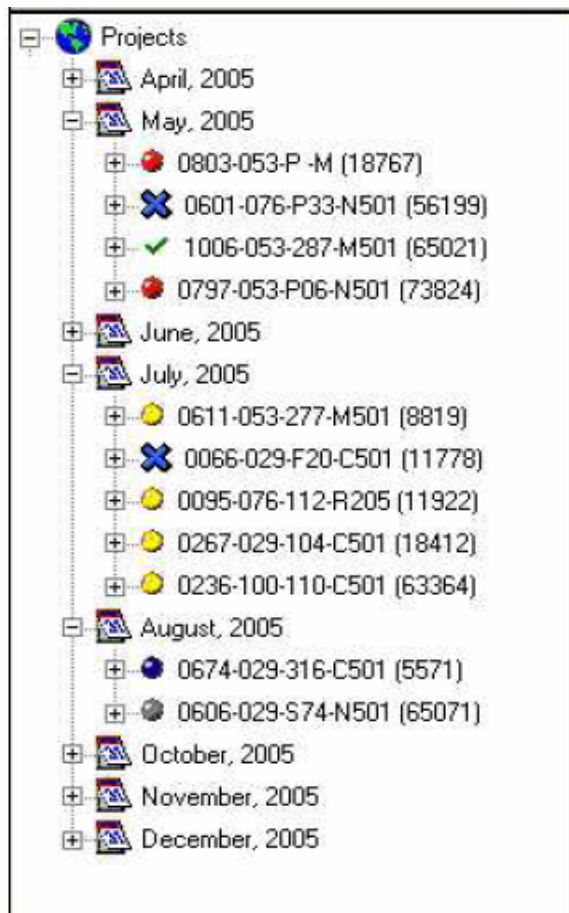 Projects
April, 2005
May, 2005
0803-053-P -M (18767)
0601-076-P33-N501 (56199)
1006-053-287-M501 (65021)
0797-053-P06-N501 (73824)
June, 2005
July, 2005
0611-053-277-M501 (8819)
0066-029-F20-C501 (11778)
0095-076-112-R205 (11922)
0267-029-104-C501 (18412)
0236-100-110-C501 (63364)
August, 2005
0674-029-316-C501 (5571)
0606-029-S74-N501 (65071)
October, 2005
November, 2005
December, 2005